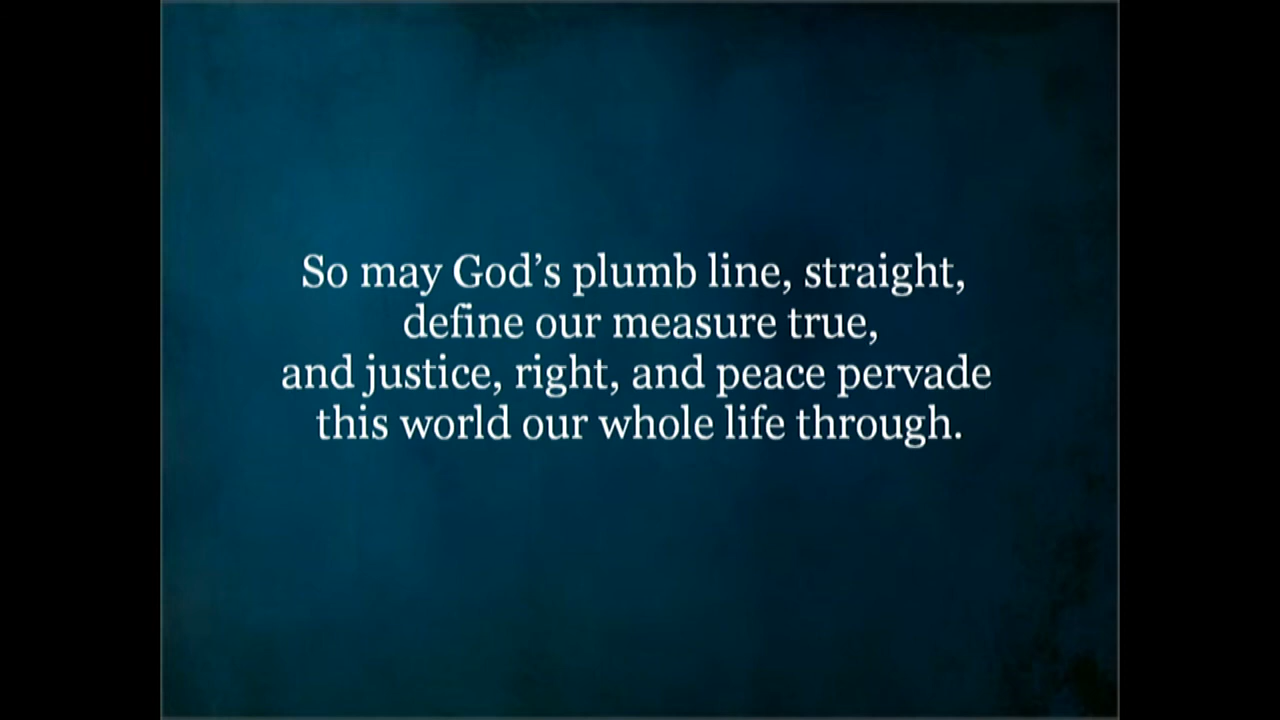 So may God’s plumb line, straight,
define our measure true,
and justice, right, and peace pervade
this world our whole life through.